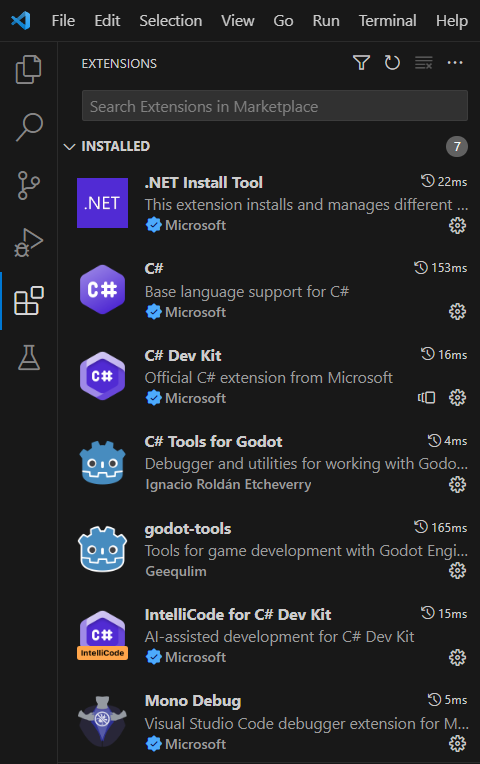 File Edit Selection View Go Run Terminal Help
EXTENSIONS
Search Extensions in Marketplace
INSTALLED 7
.NET
.NET Install Tool 22ms
This extension installs and manages different ...
Microsoft
C#
C# 153ms
Base language support for C#
Microsoft
C#
C# Dev Kit 16ms
Official C# extension from Microsoft
Microsoft
C# Tools for Godot 4ms
Debugger and utilities for working with Godo...
Ignacio Roldán Etcheverry
godot-tools 165ms
Tools for game development with Godot Engi...
Geequlim
C#
IntelliCode
IntelliCode for C# Dev Kit 15ms
AI-assisted development for C# Dev Kit
Microsoft
Mono Debug 5ms
Visual Studio Code debugger extension for M...
Microsoft